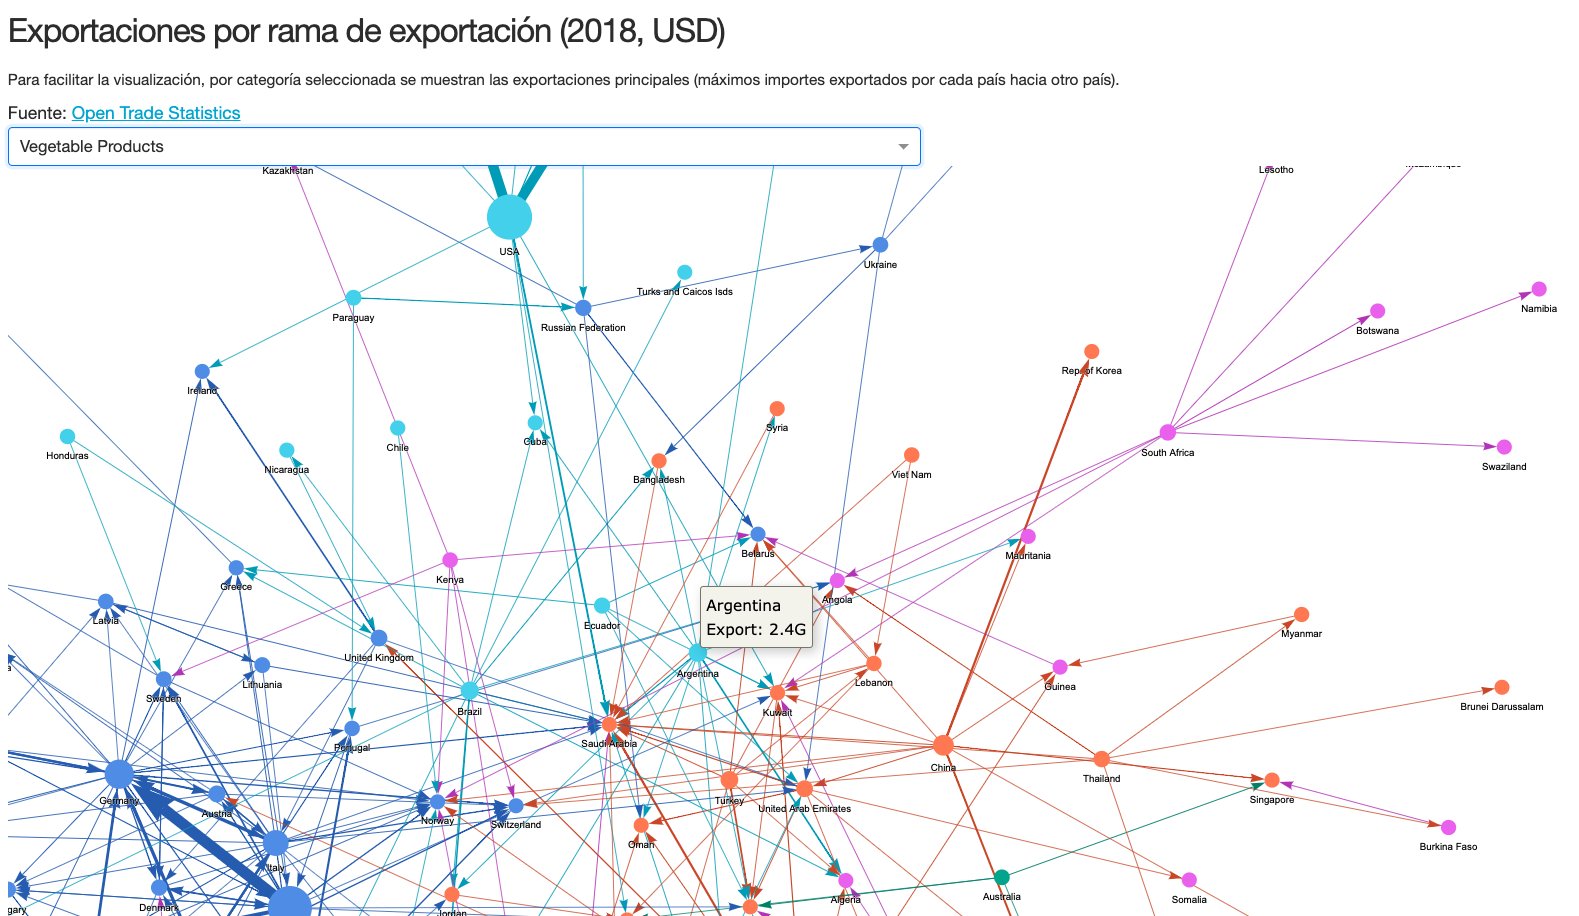 Exportaciones por rama de exportación (2018, USD)
Para facilitar la visualización, por categoría seleccionada se muestran las exportaciones principales (máximos importes exportados por cada país hacia otro país).
Fuente: Open Trade Statistics
Vegetable Products
Kazakhstan
Lesotho
USA
Ukraine
Turks and Caicos Isds
Namibia
Paraguay
Russian Federation
Botswana
Rep. of Korea
Ireland
Syria
Cuba
Chile
Honduras
South Africa
Nicaragua
Swaziland
Viet Nam
Bangladesh
Belarus
Mauritania
Kenya
Greece
Angola
Argentina
Export: 2.4G
Latvia
Ecuador
Myanmar
United Kingdom
Argentina
Lebanon
Lithuania
Guinea
Sweden
Brazil
Kuwait
Brunei Darussalam
Portugal
Saudi Arabia
China
Thailand
Germany
Turkey
United Arab Emirates
Singapore
Austria
Norway
Switzerland
Oman
Burkina Faso
Italy
Australia
Algeria
Somalia
Denmark
gary
Jordan